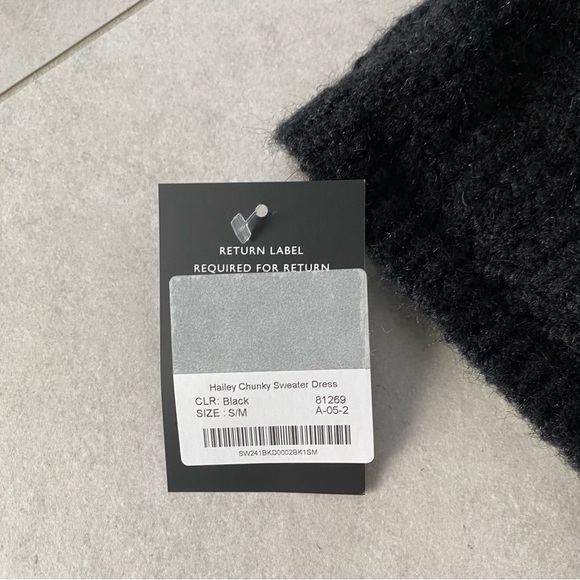 RETURN LABEL
REQUIRED FOR RETURN
Hailey Chunky Sweater Dress
CLR: Black 81269
SIZE : S/M A-05-2
SW241BKD0002BK1SM